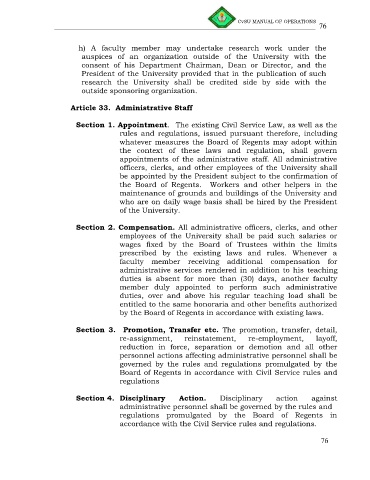 CvSU MANUAL OF OPERATIONS
76
h) A faculty member may undertake research work under the
auspices of an organization outside of the University with the
consent of his Department Chairman, Dean or Director, and the
President of the University provided that in the publication of such
research the University shall be credited side by side with the
outside sponsoring organization.
Article 33. Administrative Staff
Section 1. Appointment. The existing Civil Service Law, as well as the
rules and regulations, issued pursuant therefore, including
whatever measures the Board of Regents may adopt within
the context of these laws and regulation, shall govern
appointments of the administrative staff. All administrative
officers, clerks, and other employees of the University shall
be appointed by the President subject to the confirmation of
the Board of Regents. Workers and other helpers in the
maintenance of grounds and buildings of the University and
who are on daily wage basis shall be hired by the President
of the University.
Section 2. Compensation. All administrative officers, clerks, and other
employees of the University shall be paid such salaries or
wages fixed by the Board of Trustees within the limits
prescribed by the existing laws and rules. Whenever a
faculty member receiving additional compensation for
administrative services rendered in addition to his teaching
duties is absent for more than (30) days, another faculty
member duly appointed to perform such administrative
duties, over and above his regular teaching load shall be
entitled to the same honoraria and other benefits authorized
by the Board of Regents in accordance with existing laws.
Section 3. Promotion, Transfer etc. The promotion, transfer, detail,
re-assignment, reinstatement, re-employment, layoff,
reduction in force, separation or demotion and all other
personnel actions affecting administrative personnel shall be
governed by the rules and regulations promulgated by the
Board of Regents in accordance with Civil Service rules and
regulations
Section 4. Disciplinary Action. Disciplinary action against
administrative personnel shall be governed by the rules and
regulations promulgated by the Board of Regents in
accordance with the Civil Service rules and regulations.
76